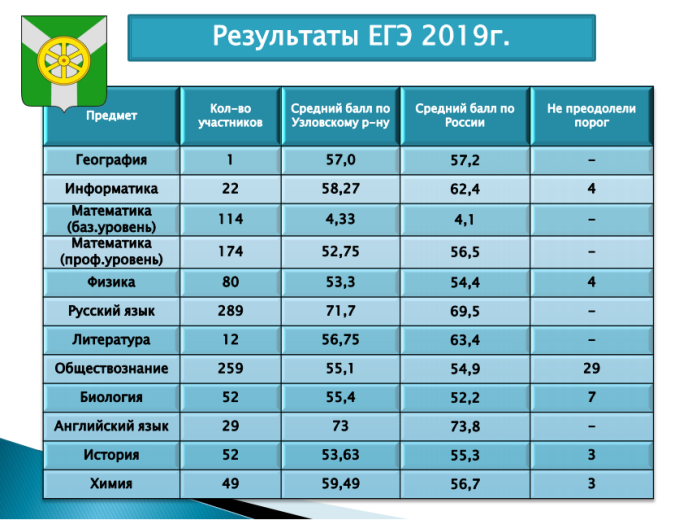 Результаты ЕГЭ 2019г.
Предмет Кол-во участников Средний балл по Узловскому р-ну Средний балл по России Не преодолели порог
География 1 57,0 57,2 –
Информатика 22 58,27 62,4 4
Математика (баз.уровень) 114 4,33 4,1 –
Математика (проф.уровень) 174 52,75 56,5 –
Физика 80 53,3 54,4 4
Русский язык 289 71,7 69,5 –
Литература 12 56,75 63,4 –
Обществознание 259 55,1 54,9 29
Биология 52 55,4 52,2 7
Английский язык 29 73 73,8 –
История 52 53,63 55,3 3
Химия 49 59,49 56,7 3